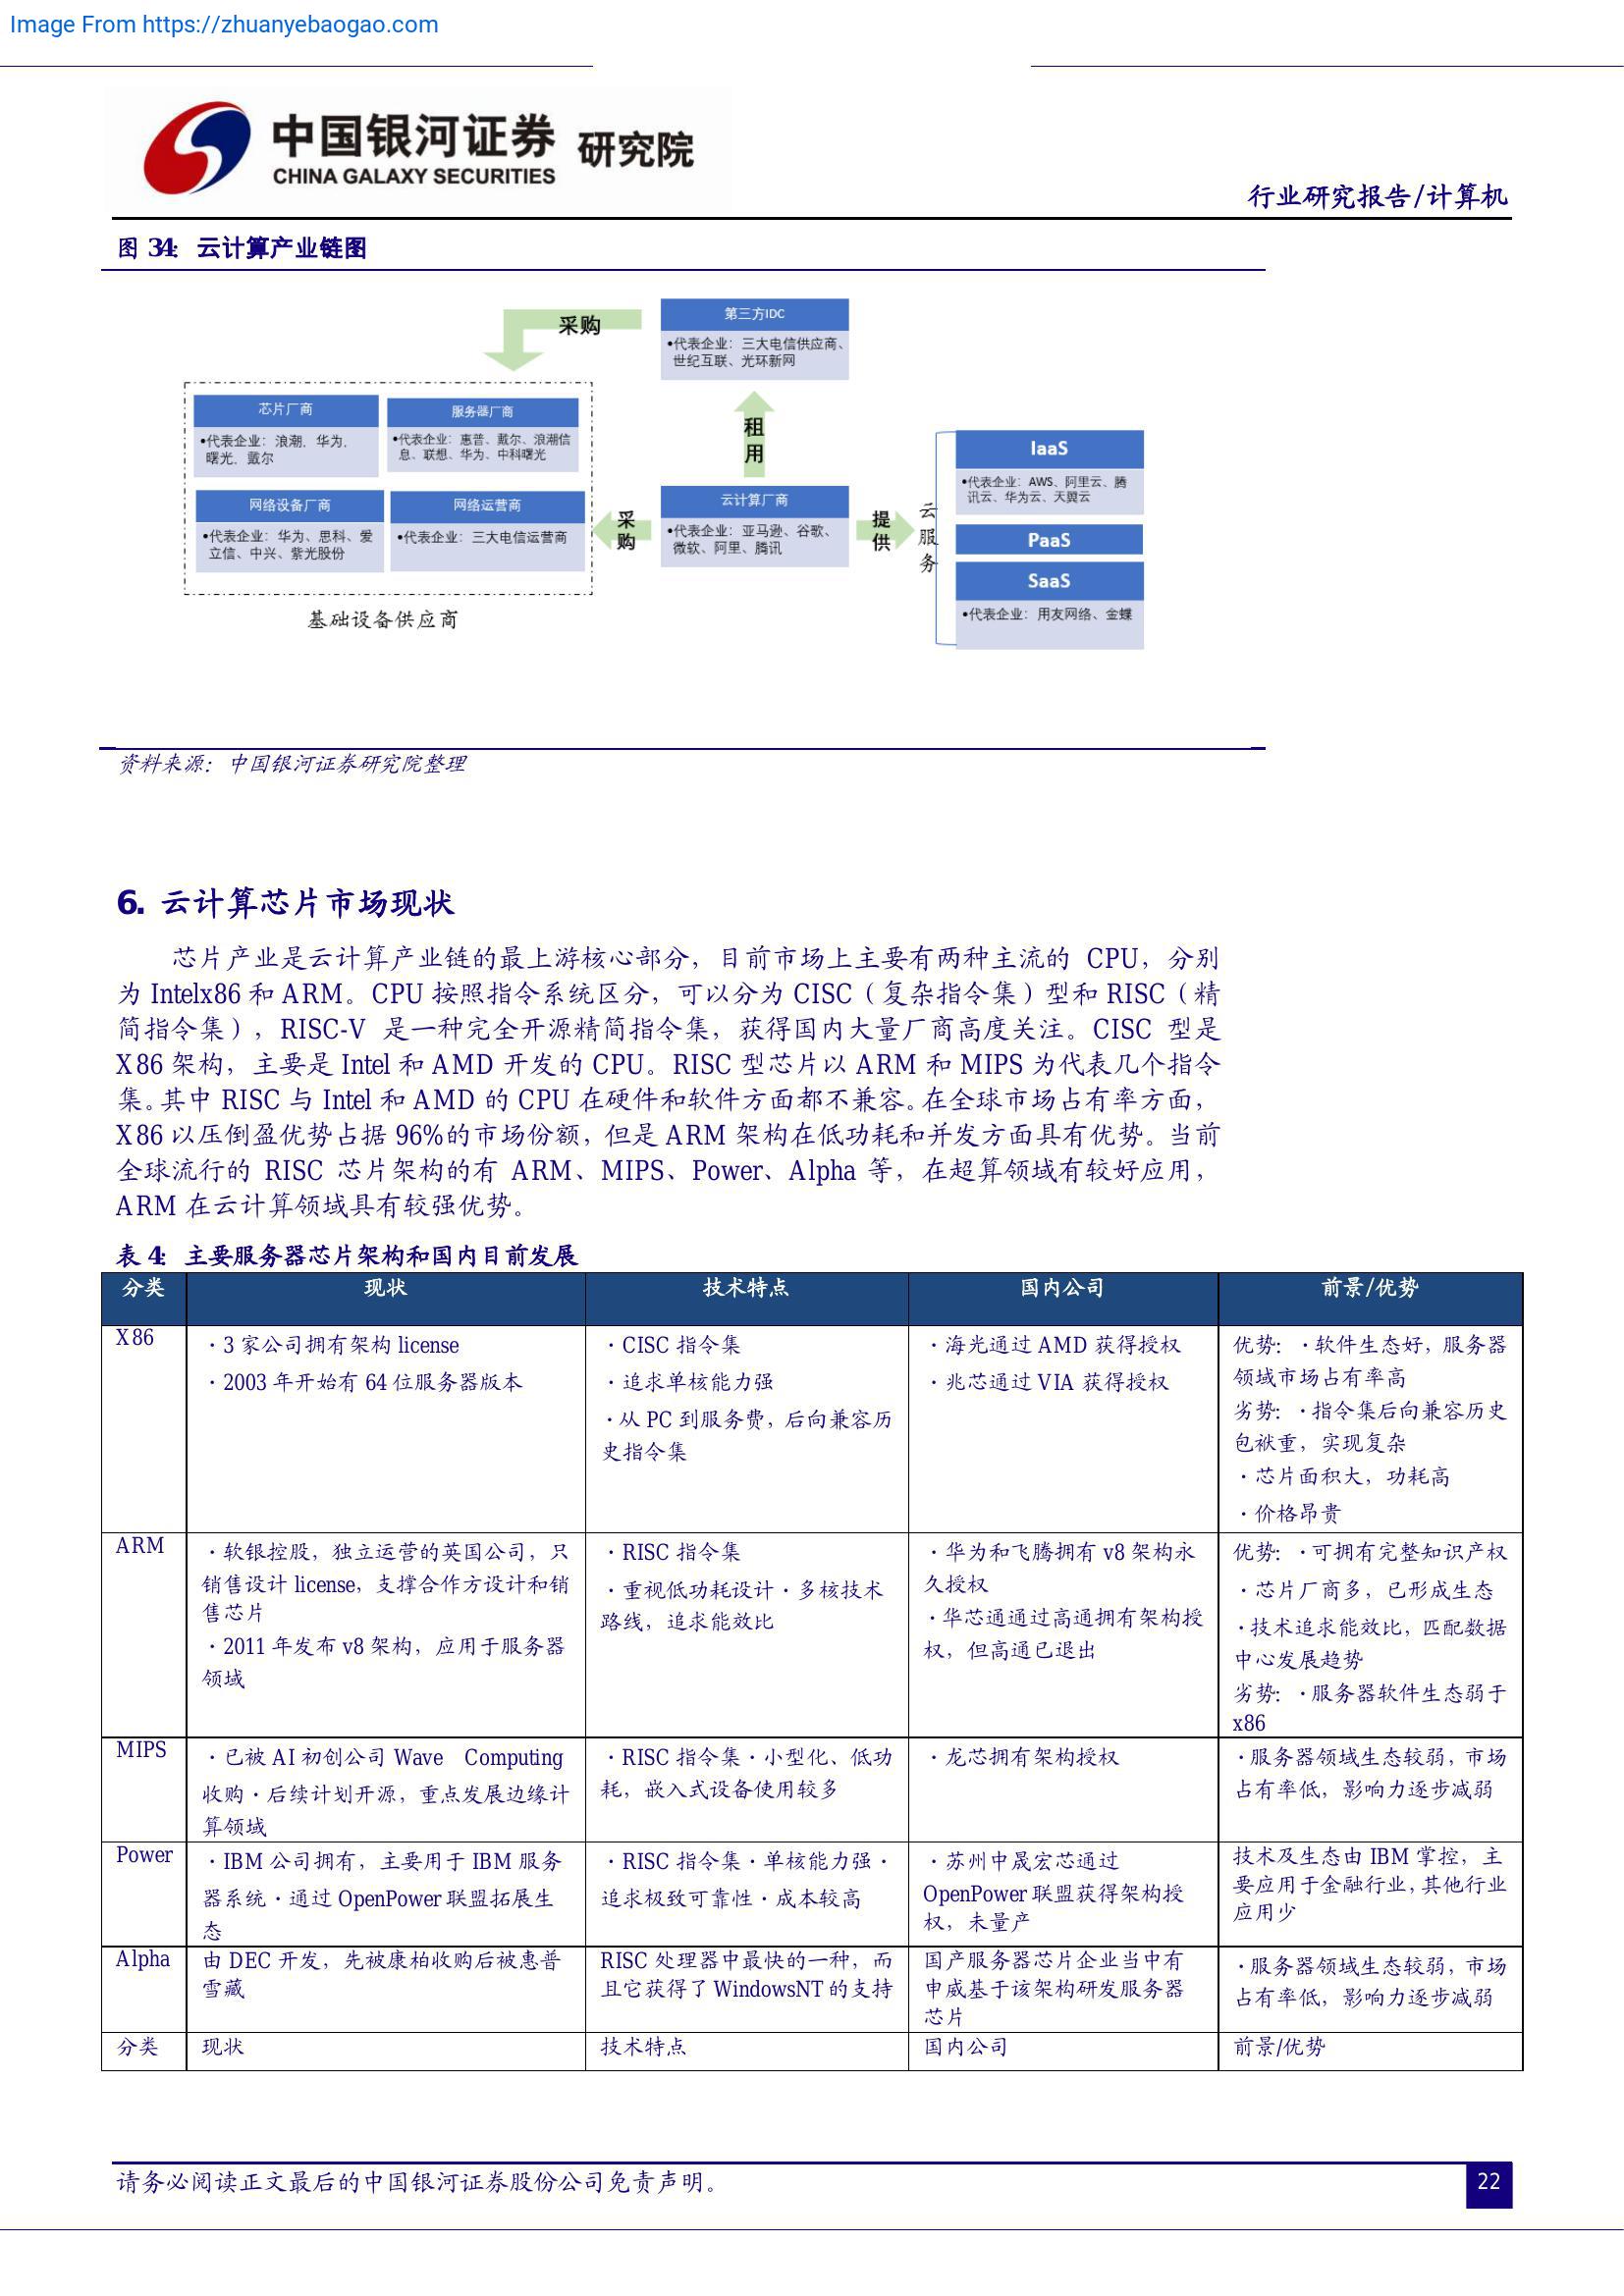 Image From https://zhuanyebaogao.com
中国银河证券 研究院
CHINA GALAXY SECURITIES
行业研究报告/计算机
图 34: 云计算产业链图
采购
第三方IDC
•代表企业：三大电信供应商、
世纪互联、光环新网
租
用
芯片厂商
•代表企业：浪潮，华为，
曙光，戴尔
服务器厂商
•代表企业：惠普、戴尔、浪潮信
息、联想、华为、中科曙光
网络设备厂商
•代表企业：华为、思科、爱
立信、中兴、紫光股份
网络运营商
•代表企业：三大电信运营商
基础设备供应商
采
购
云计算厂商
•代表企业：亚马逊、谷歌、
微软、阿里、腾讯
提
供
云
服
务
IaaS
•代表企业：AWS、阿里云、腾
讯云、华为云、天翼云
PaaS
SaaS
•代表企业：用友网络、金蝶
资料来源：中国银河证券研究院整理
6. 云计算芯片市场现状
芯片产业是云计算产业链的最上游核心部分，目前市场上主要有两种主流的 CPU，分别
为 Intelx86 和 ARM。CPU 按照指令系统区分，可以分为 CISC（复杂指令集）型和 RISC（精
简指令集），RISC-V 是一种完全开源精简指令集，获得国内大量厂商高度关注。CISC 型是
X86 架构，主要是 Intel 和 AMD 开发的 CPU。RISC 型芯片以 ARM 和 MIPS 为代表几个指令
集。其中 RISC 与 Intel 和 AMD 的 CPU 在硬件和软件方面都不兼容。在全球市场占有率方面，
X86 以压倒盈优势占据 96%的市场份额，但是 ARM 架构在低功耗和并发方面具有优势。当前
全球流行的 RISC 芯片架构的有 ARM、MIPS、Power、Alpha 等，在超算领域有较好应用，
ARM 在云计算领域具有较强优势。
表 4: 主要服务器芯片架构和国内目前发展
分类 现状 技术特点 国内公司 前景/优势
X86
·3 家公司拥有架构 license
·2003 年开始有 64 位服务器版本
·CISC 指令集
·追求单核能力强
·从 PC 到服务费，后向兼容历
史指令集
·海光通过 AMD 获得授权
·兆芯通过 VIA 获得授权
优势：·软件生态好，服务器
领域市场占有率高
劣势：·指令集后向兼容历史
包袱重，实现复杂
·芯片面积大，功耗高
·价格昂贵
ARM
·软银控股，独立运营的英国公司，只
销售设计 license，支撑合作方设计和销
售芯片
·2011 年发布 v8 架构，应用于服务器
领域
·RISC 指令集
·重视低功耗设计·多核技术
路线，追求能效比
·华为和飞腾拥有 v8 架构永
久授权
·华芯通通过高通拥有架构授
权，但高通已退出
优势：·可拥有完整知识产权
·芯片厂商多，已形成生态
·技术追求能效比，匹配数据
中心发展趋势
劣势：·服务器软件生态弱于
x86
MIPS
·已被 AI 初创公司 Wave Computing
收购·后续计划开源，重点发展边缘计
算领域
·RISC 指令集·小型化、低功
耗，嵌入式设备使用较多
·龙芯拥有架构授权
·服务器领域生态较弱，市场
占有率低，影响力逐步减弱
Power
·IBM 公司拥有，主要用于 IBM 服务
器系统·通过 OpenPower 联盟拓展生
态
·RISC 指令集·单核能力强·
追求极致可靠性·成本较高
·苏州中晟宏芯通过
OpenPower 联盟获得架构授
权，未量产
技术及生态由 IBM 掌控，主
要应用于金融行业，其他行业
应用少
Alpha
由 DEC 开发，先被康柏收购后被惠普
雪藏
RISC 处理器中最快的一种，而
且它获得了 WindowsNT 的支持
国产服务器芯片企业当中有
申威基于该架构研发服务器
芯片
·服务器领域生态较弱，市场
占有率低，影响力逐步减弱
分类 现状 技术特点 国内公司 前景/优势
请务必阅读正文最后的中国银河证券股份公司免责声明。
22